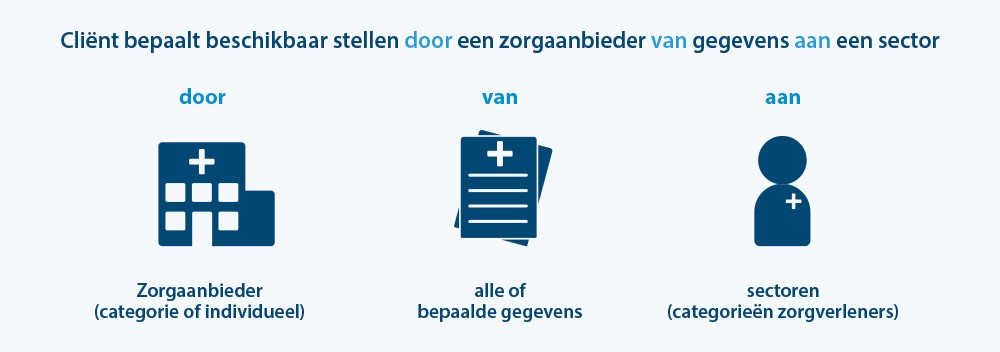 Cliënt bepaalt beschikbaar stellen door een zorgaanbieder van gegevens aan een sector
door
van
aan
Zorgaanbieder
(categorie of individueel)
alle of
bepaalde gegevens
sectoren
(categorieën zorgverleners)